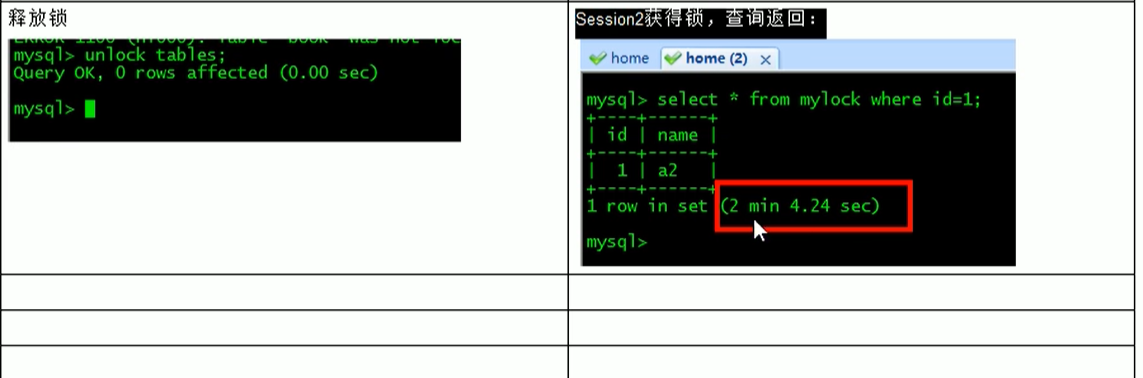 释放锁
mysql> unlock tables;
Query OK, 0 rows affected (0.00 sec)
mysql>
Session2获得锁，查询返回：
home
home (2)
mysql> select * from mylock where id=1;
+----+------+
| id | name |
+----+------+
| 1 | a2 |
+----+------+
1 row in set (2 min 4.24 sec)
mysql>